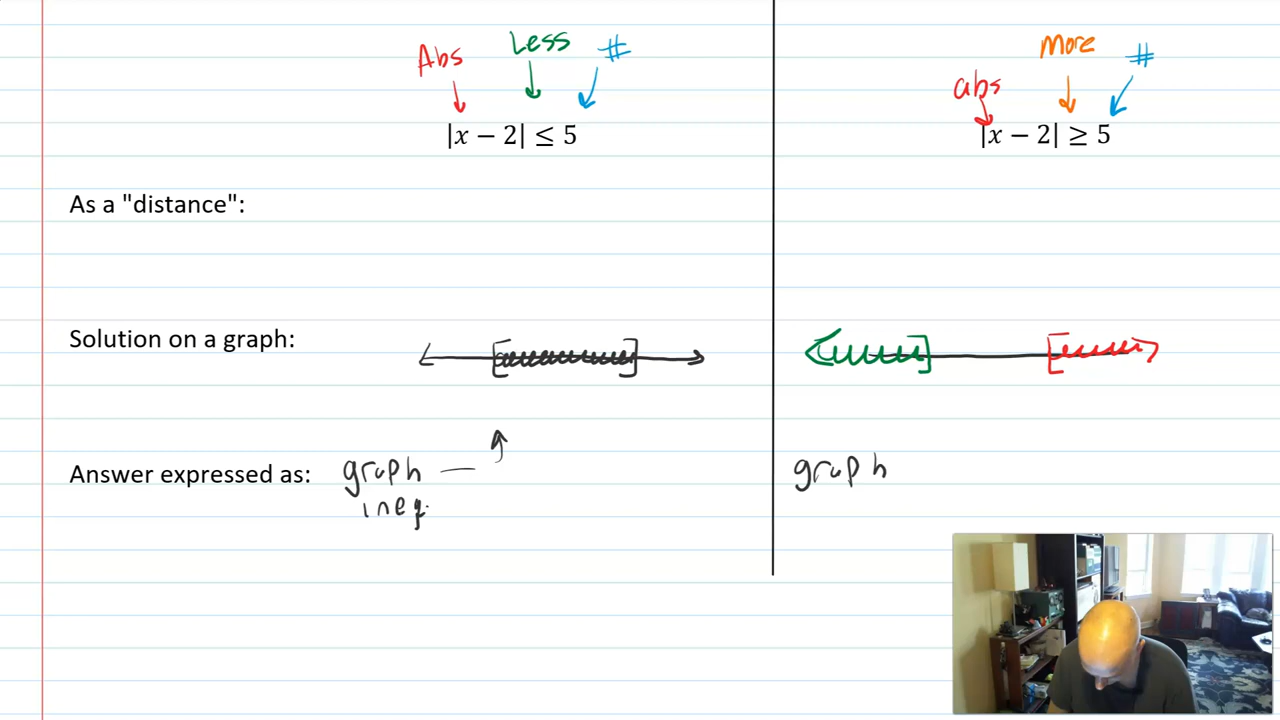 Abs Less #
|x − 2| ≤ 5
More #
abs
|x − 2| ≥ 5
As a "distance":
Solution on a graph:
Answer expressed as: graph —
ineq.
graph